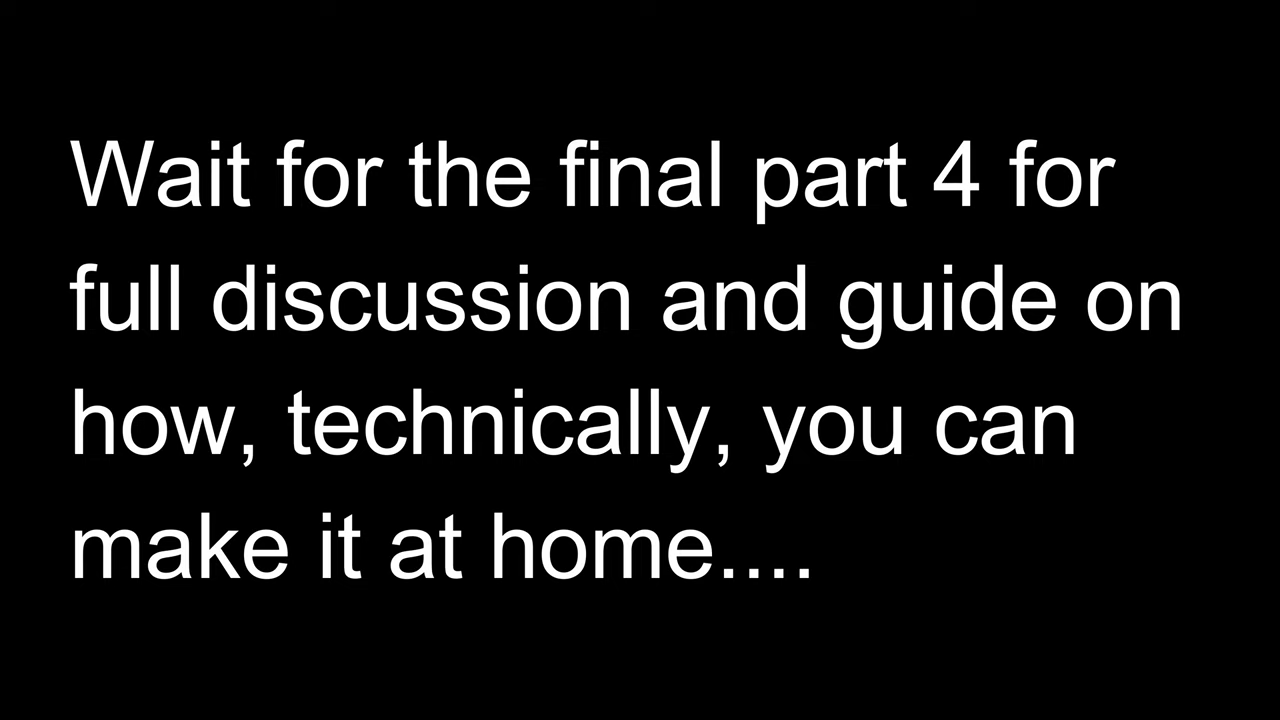 Wait for the final part 4 for
full discussion and guide on
how, technically, you can
make it at home....